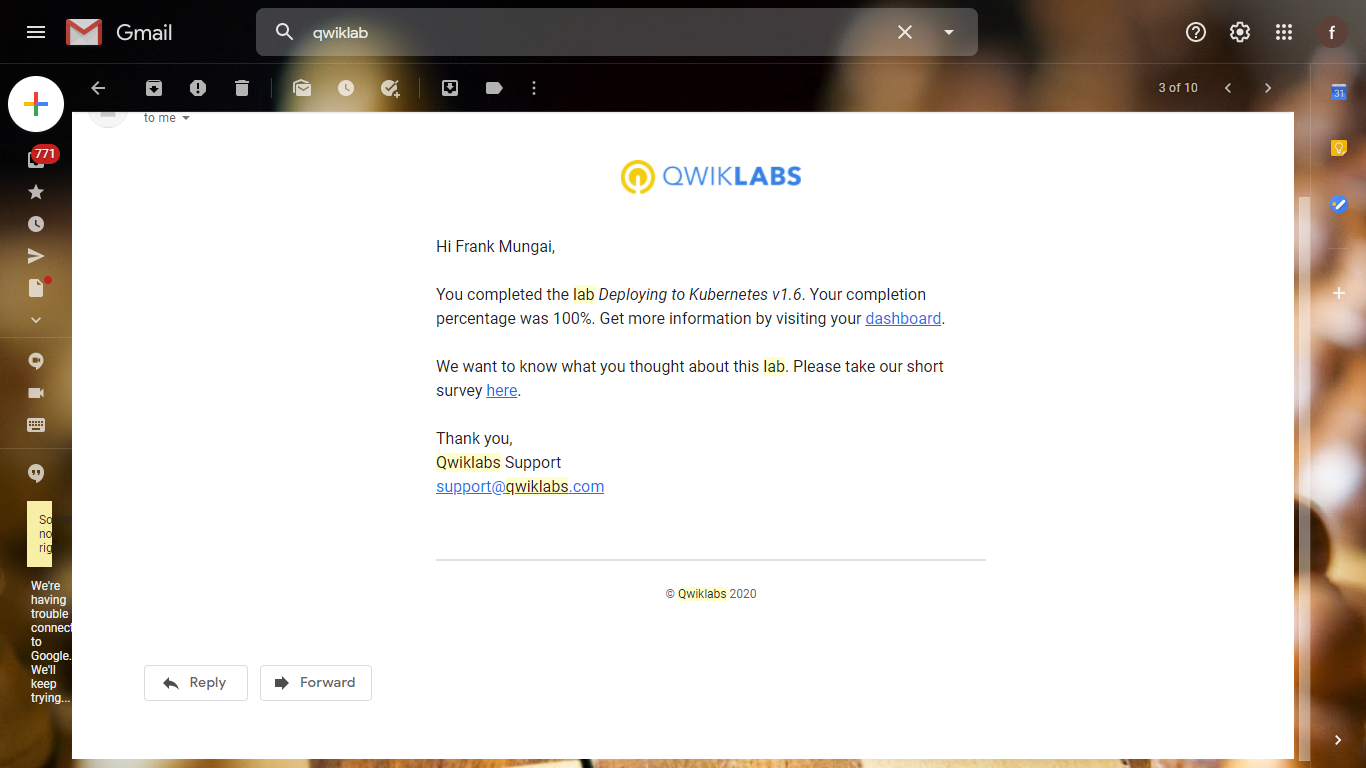 Gmail
qwiklab
f
3 of 10
31
771
to me
QWIKLABS
Hi Frank Mungai,
You completed the lab Deploying to Kubernetes v1.6. Your completion
percentage was 100%. Get more information by visiting your dashboard.
We want to know what you thought about this lab. Please take our short
survey here.
Thank you,
Qwiklabs Support
support@qwiklabs.com
© Qwiklabs 2020
Reply
Forward
no
We're
having
trouble
connect
to
Google.
We'll
keep
trying...